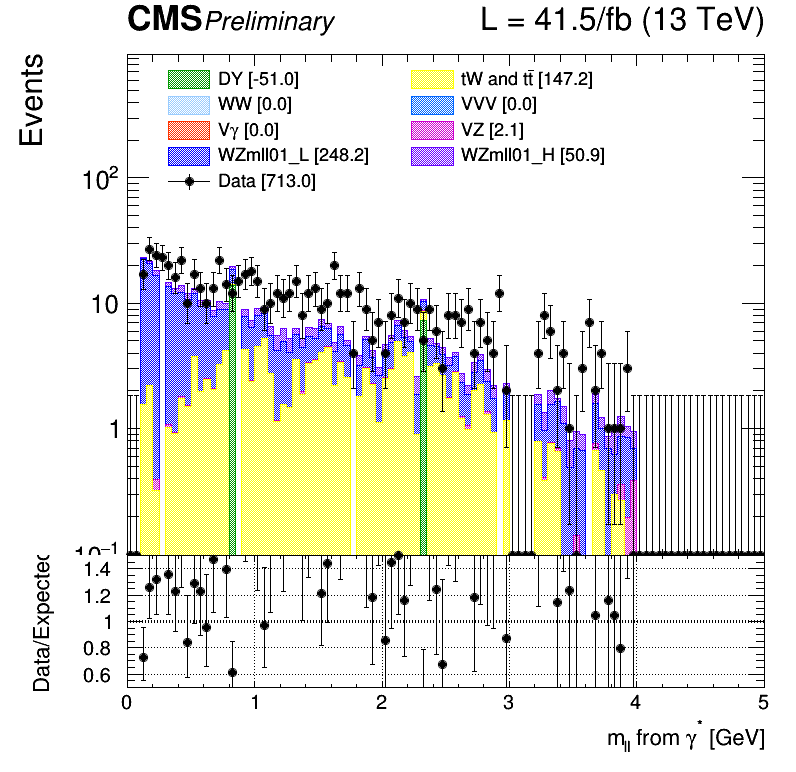 CMS Preliminary L = 41.5/fb (13 TeV)
Events
DY [-51.0] tW and tt̄ [147.2]
WW [0.0] VVV [0.0]
Vγ [0.0] VZ [2.1]
WZmll01_L [248.2] WZmll01_H [50.9]
Data [713.0]
10²
10
1
10⁻¹
Data/Expected
1.4
1.2
1
0.8
0.6
0 1 2 3 4 5
m_ll from γ* [GeV]